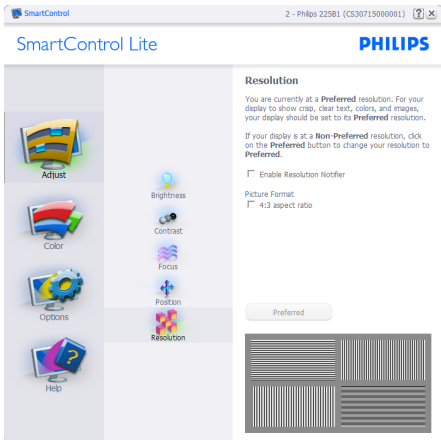 SmartControl
2 - Philips 225B1 (CS30715000001)
SmartControl Lite
PHILIPS
Adjust
Color
Options
Help
Brightness
Contrast
Focus
Position
Resolution
Resolution
You are currently at a Preferred resolution. For your
display to show crisp, clear text, colors, and images,
your display should be set to its Preferred resolution.
If your display is at a Non-Preferred resolution, click
on the Preferred button to change your resolution to
Preferred.
Enable Resolution Notifier
Picture Format
4:3 aspect ratio
Preferred